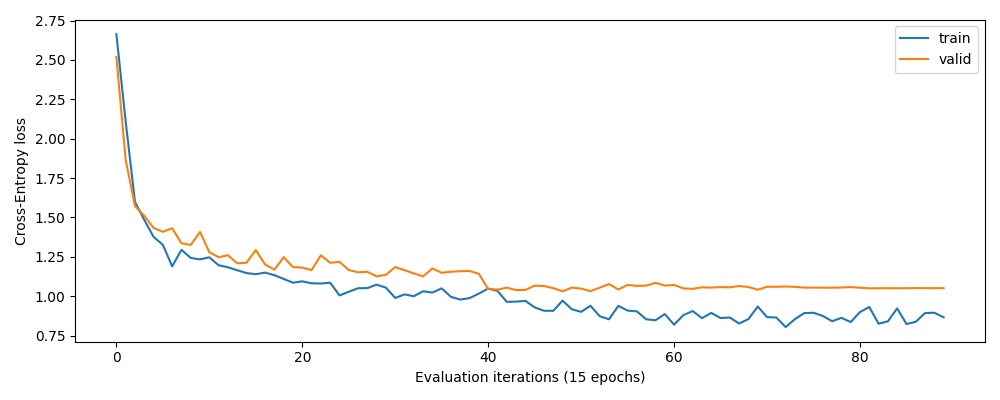 2.75
2.50
2.25
2.00
1.75
1.50
1.25
1.00
0.75
Cross-Entropy loss
train
valid
0 20 40 60 80
Evaluation iterations (15 epochs)